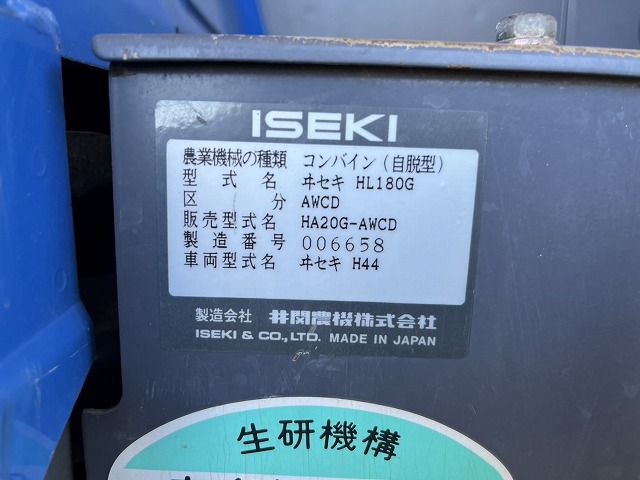 ISEKI
農業機械の種類 コンバイン(自脱型)
型式名 ヰセキ HL180G
区分 AWCD
販売型式名 HA20G-AWCD
製造番号 006658
車両型式名 ヰセキ H44
製造会社 井関農機株式会社
ISEKI & CO., LTD. MADE IN JAPAN
生研機構